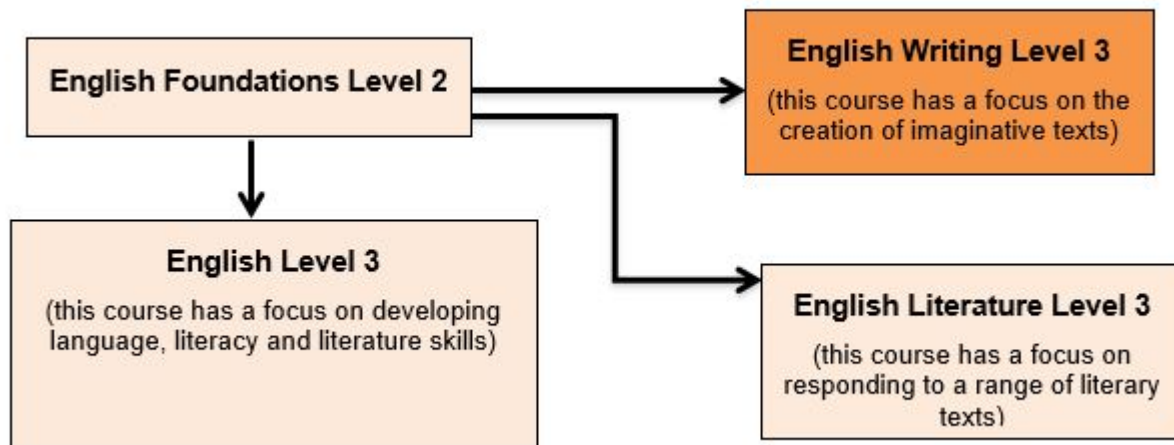 English Foundations Level 2
English Writing Level 3
(this course has a focus on the
creation of imaginative texts)
English Level 3
(this course has a focus on developing
language, literacy and literature skills)
English Literature Level 3
(this course has a focus on
responding to a range of literary
texts)